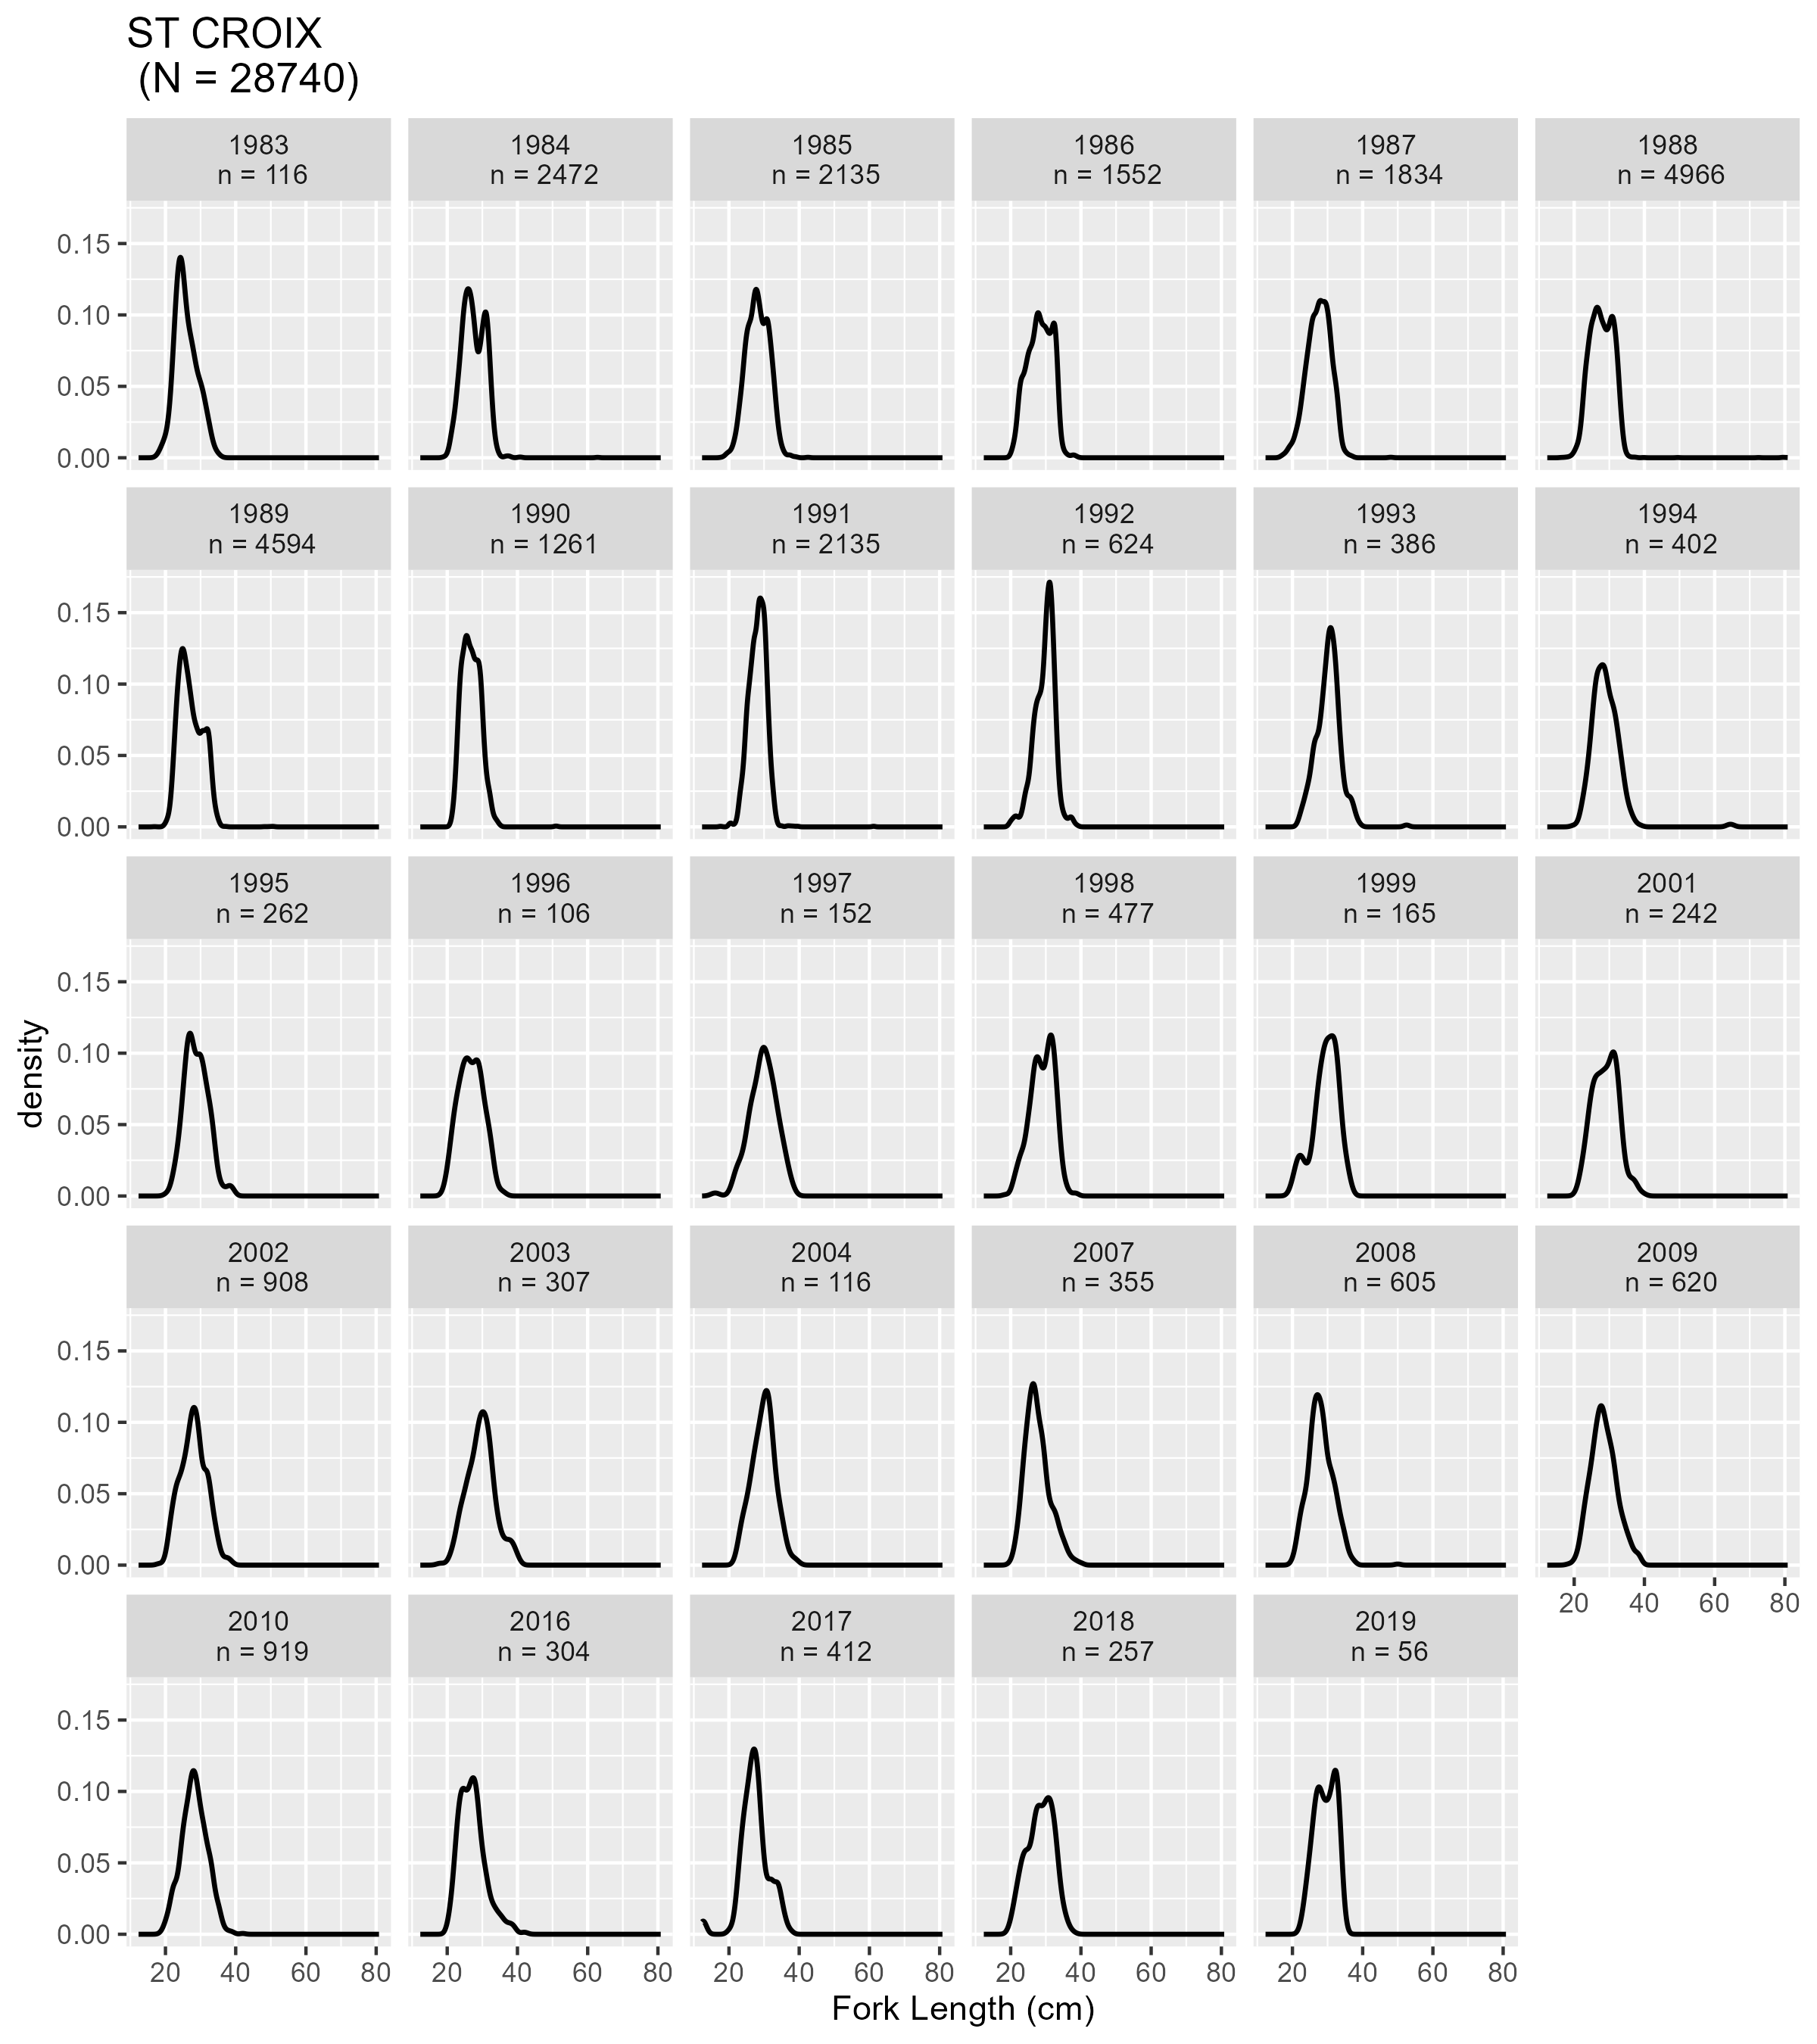 ST CROIX
(N = 28740)
1983
n = 116
1984
n = 2472
1985
n = 2135
1986
n = 1552
1987
n = 1834
1988
n = 4966
0.15
0.10
0.05
0.00
1989
n = 4594
1990
n = 1261
1991
n = 2135
1992
n = 624
1993
n = 386
1994
n = 402
0.15
0.10
0.05
0.00
1995
n = 262
1996
n = 106
1997
n = 152
1998
n = 477
1999
n = 165
2001
n = 242
0.15
0.10
0.05
0.00
density
2002
n = 908
2003
n = 307
2004
n = 116
2007
n = 355
2008
n = 605
2009
n = 620
0.15
0.10
0.05
0.00
20 40 60 80
2010
n = 919
2016
n = 304
2017
n = 412
2018
n = 257
2019
n = 56
0.15
0.10
0.05
0.00
20 40 60 80 20 40 60 80 20 40 60 80 20 40 60 80 20 40 60 80
Fork Length (cm)